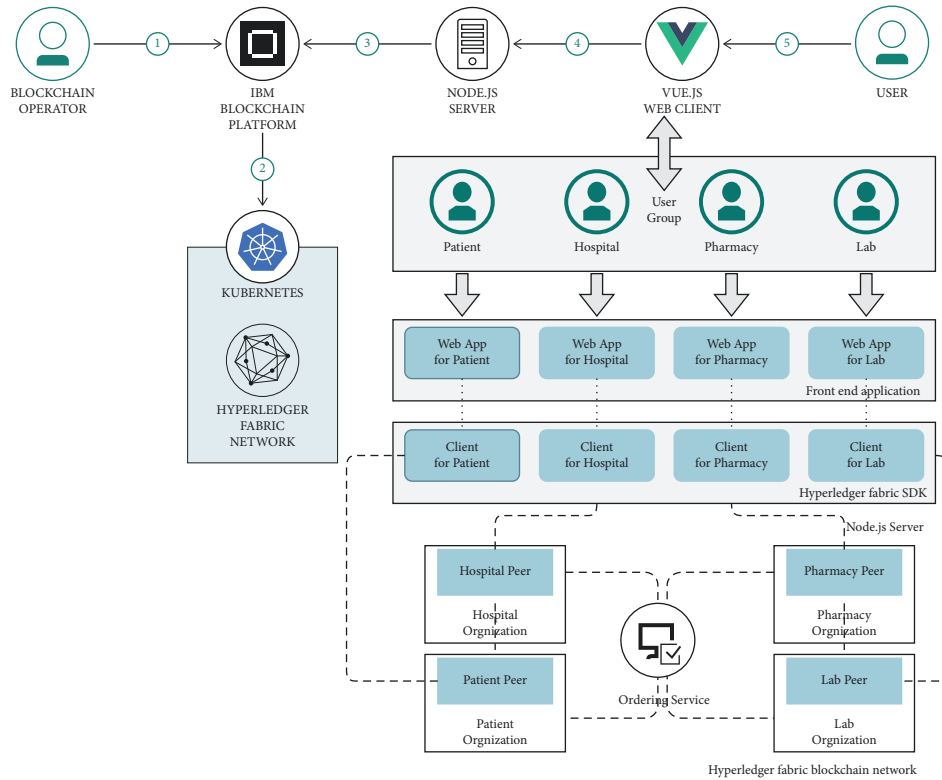 1
3
4
5
BLOCKCHAIN
OPERATOR
IBM
BLOCKCHAIN
PLATFORM
NODE.JS
SERVER
VUE.JS
WEB CLIENT
USER
2
KUBERNETES
HYPERLEDGER
FABRIC
NETWORK
User
Group
Patient
Hospital
Pharmacy
Lab
Web App
for Patient
Web App
for Hospital
Web App
for Pharmacy
Web App
for Lab
Front end application
Client
for Patient
Client
for Hospital
Client
for Pharmacy
Client
for Lab
Hyperledger fabric SDK
Node.js Server
Hospital Peer
Hospital
Orgnization
Pharmacy Peer
Pharmacy
Orgnization
Patient Peer
Patient
Orgnization
Ordering Service
Lab Peer
Lab
Orgnization
Hyperledger fabric blockchain network